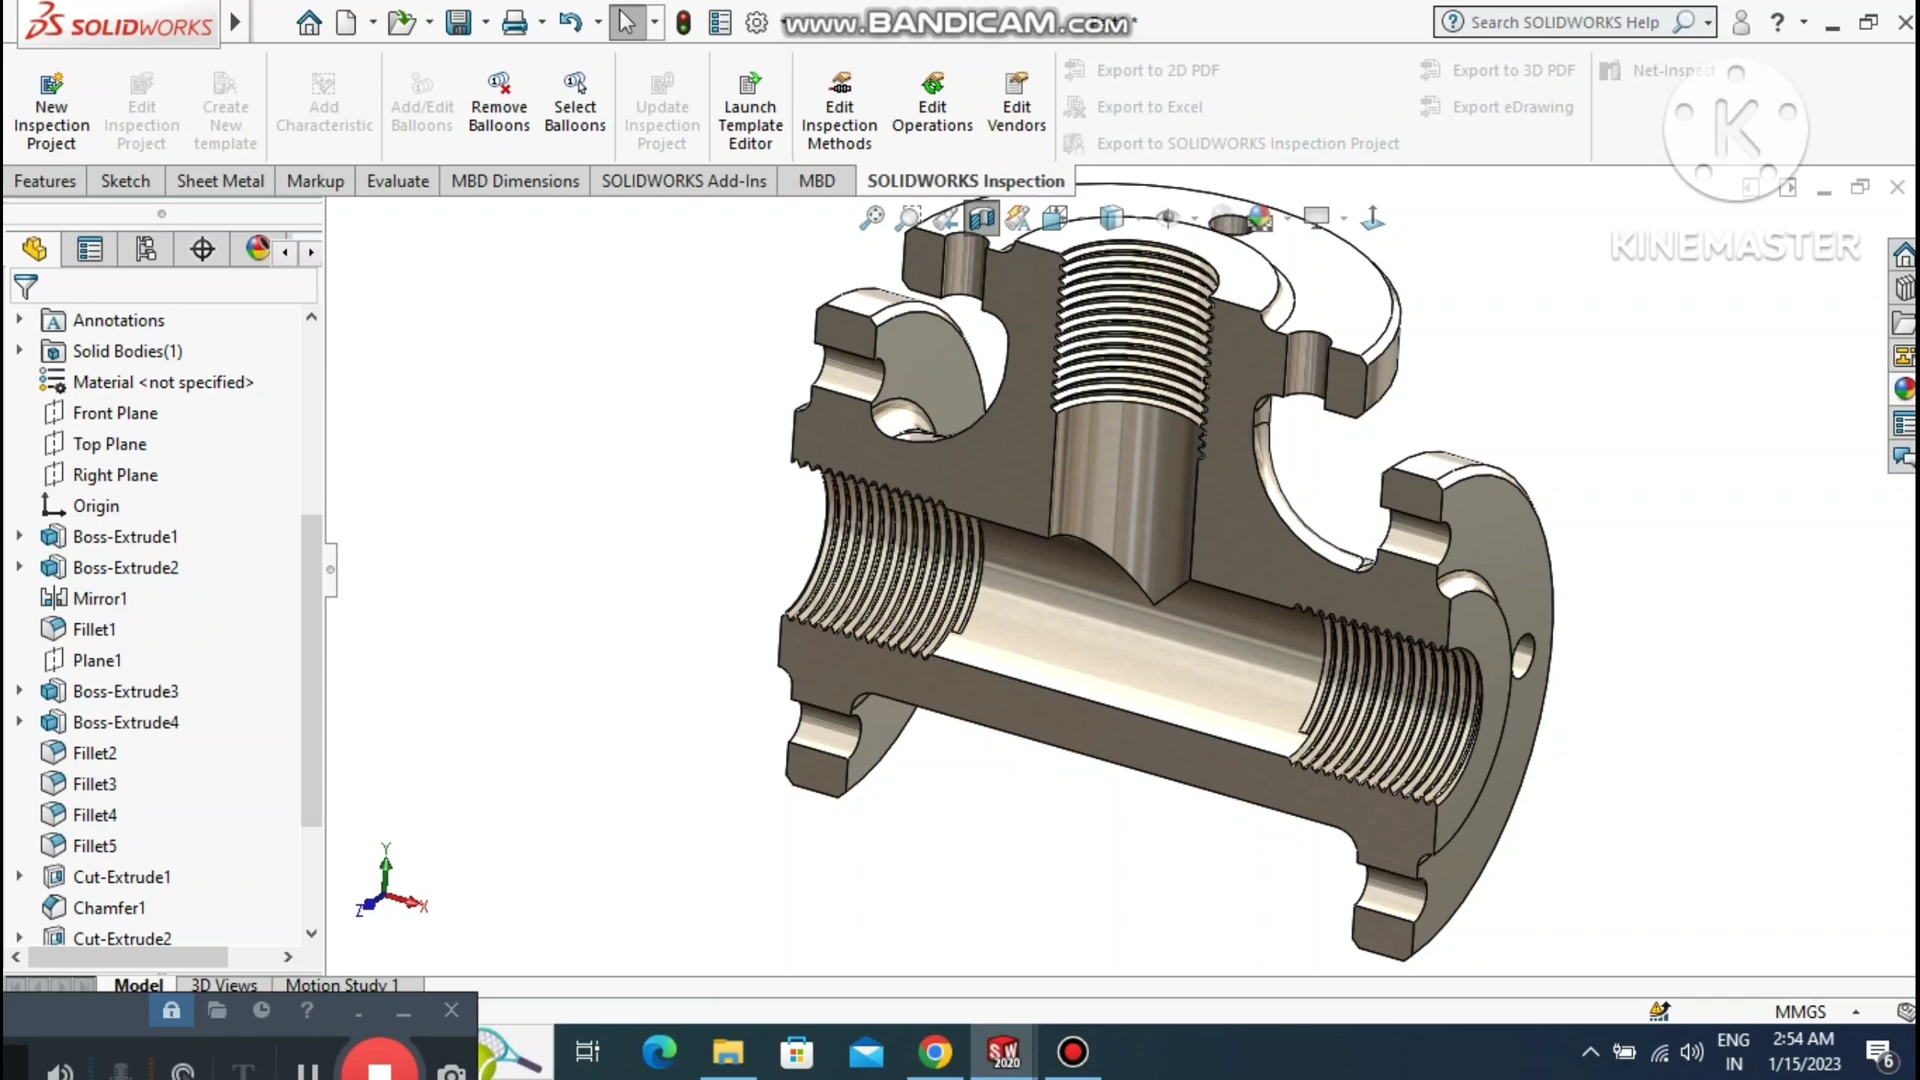 SOLIDWORKS
www.BANDICAM.com
*
Search SOLIDWORKS Help
?
New Inspection Project
Edit Inspection Project
Create New template
Add Characteristic
Add/Edit Balloons
Remove Balloons
Select Balloons
Update Inspection Project
Launch Template Editor
Edit Inspection Methods
Edit Operations
Edit Vendors
Export to 2D PDF
Export to Excel
Export to SOLIDWORKS Inspection Project
Export to 3D PDF
Export eDrawing
Net-Inspect
K
KINEMASTER
Features
Sketch
Sheet Metal
Markup
Evaluate
MBD Dimensions
SOLIDWORKS Add-Ins
MBD
SOLIDWORKS Inspection
Annotations
Solid Bodies(1)
Material <not specified>
Front Plane
Top Plane
Right Plane
Origin
Boss-Extrude1
Boss-Extrude2
Mirror1
Fillet1
Plane1
Boss-Extrude3
Boss-Extrude4
Fillet2
Fillet3
Fillet4
Fillet5
Cut-Extrude1
Chamfer1
Cut-Extrude2
Y
Z
X
Model
3D Views
Motion Study 1
MMGS
?
T
SW
2020
ENG
IN
2:54 AM
1/15/2023
6